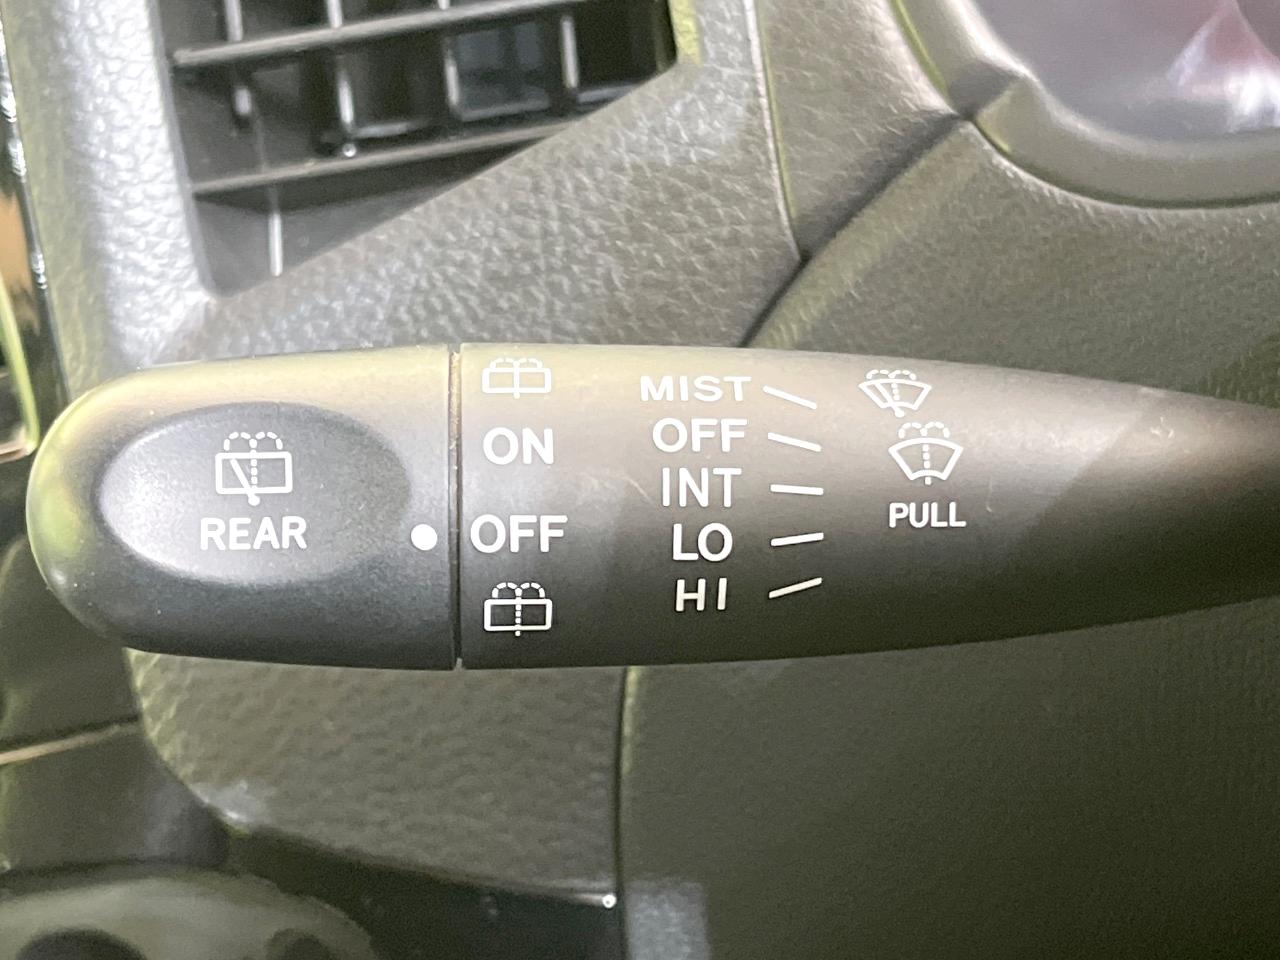 REAR
ON
OFF
MIST
OFF
INT
LO
HI
PULL